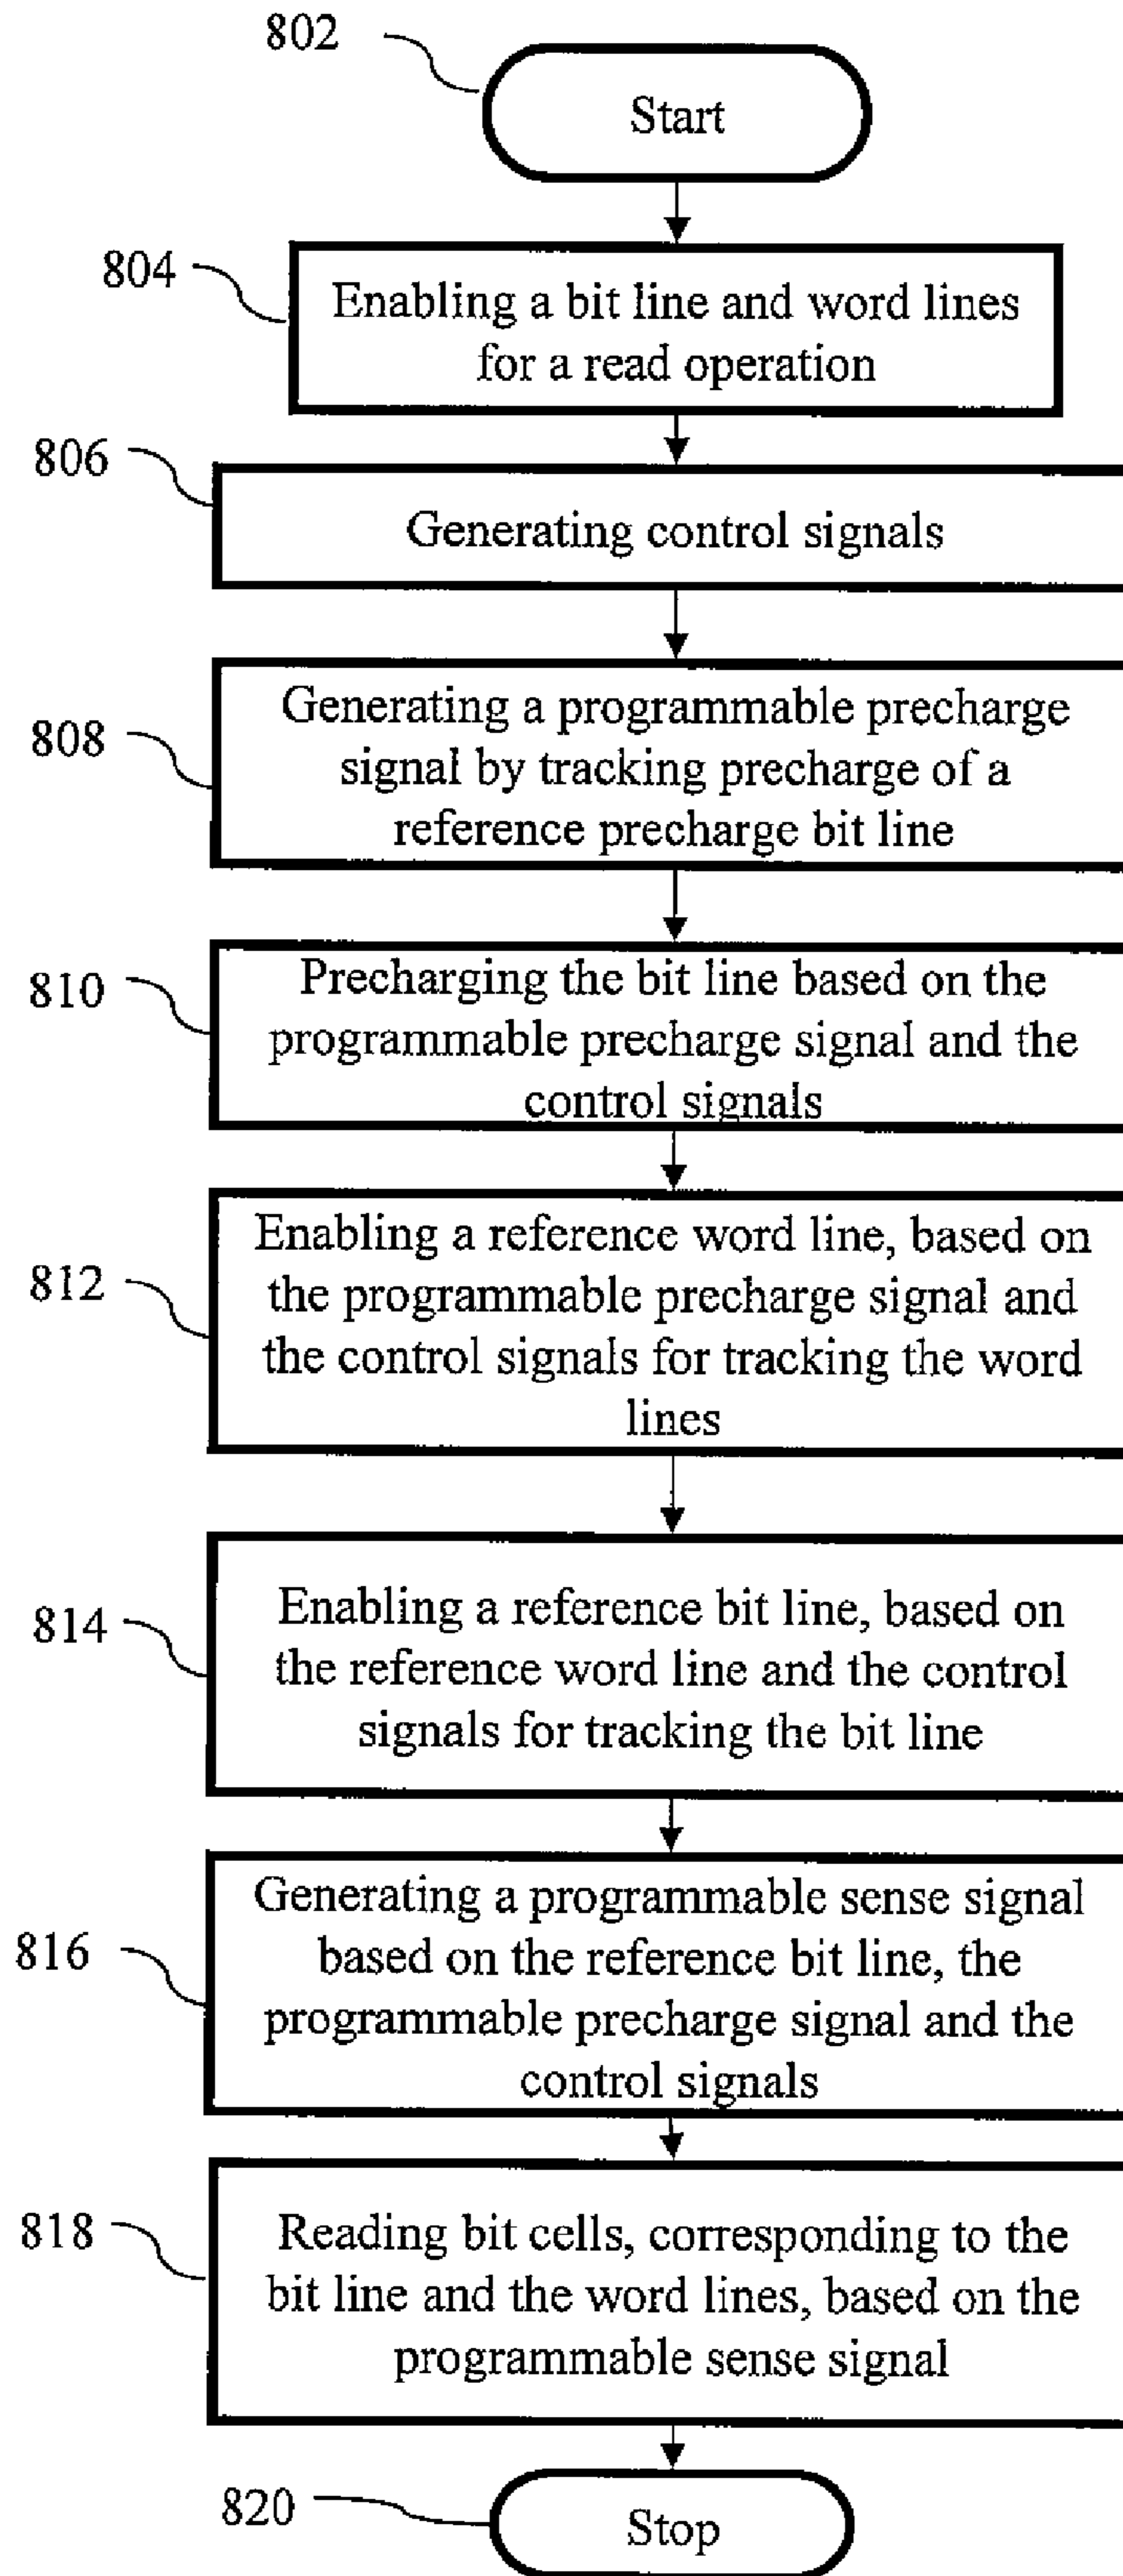 802
Start
804
Enabling a bit line and word lines
for a read operation
806
Generating control signals
808
Generating a programmable precharge
signal by tracking precharge of a
reference precharge bit line
810
Precharging the bit line based on the
programmable precharge signal and the
control signals
812
Enabling a reference word line, based on
the programmable precharge signal and
the control signals for tracking the word
lines
814
Enabling a reference bit line, based on
the reference word line and the control
signals for tracking the bit line
816
Generating a programmable sense signal
based on the reference bit line, the
programmable precharge signal and the
control signals
818
Reading bit cells, corresponding to the
bit line and the word lines, based on the
programmable sense signal
820
Stop